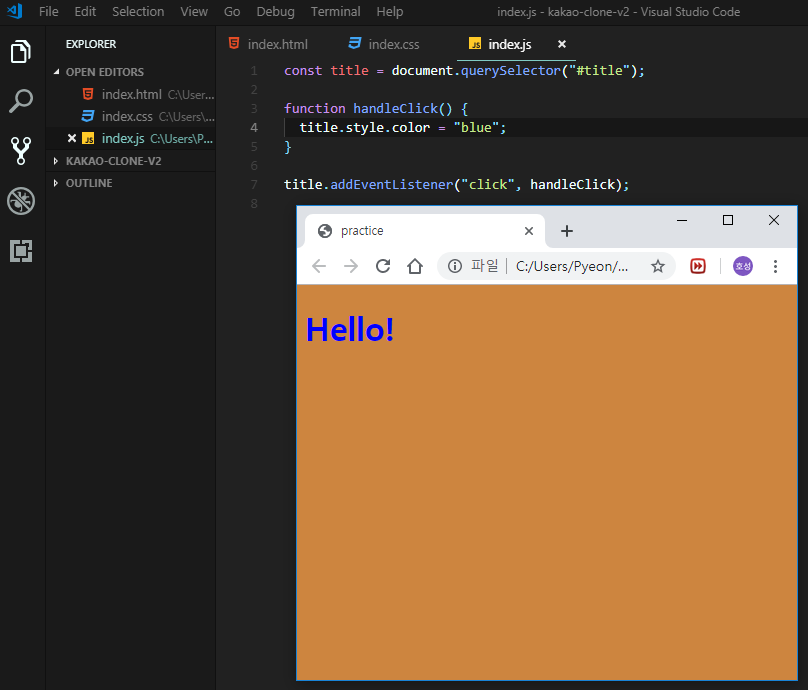 File Edit Selection View Go Debug Terminal Help index.js - kakao-clone-v2 - Visual Studio Code
EXPLORER
OPEN EDITORS
index.html C:\User...
index.css C:\Users\...
index.js C:\Users\P...
KAKAO-CLONE-V2
OUTLINE
index.html index.css index.js
1 const title = document.querySelector("#title");
2
3 function handleClick() {
4 title.style.color = "blue";
5 }
6
7 title.addEventListener("click", handleClick);
8
practice
파일 C:/Users/Pyeon/... 호성
Hello!